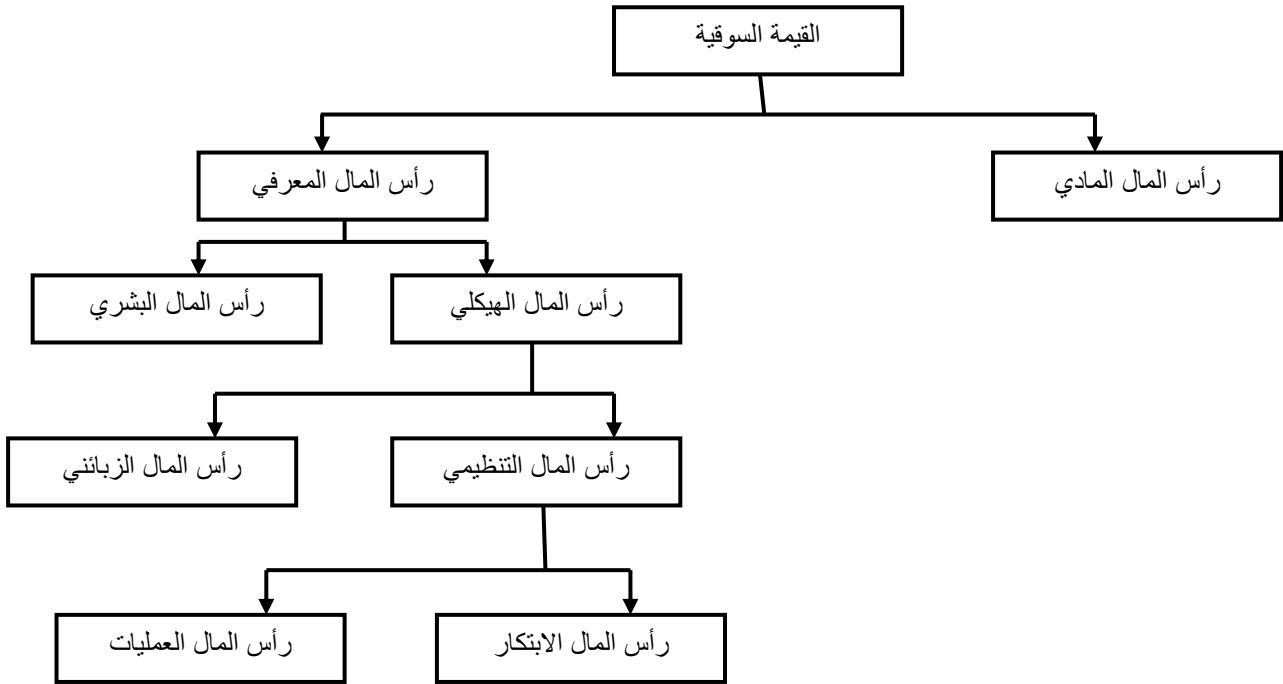 القيمة السوقية
رأس المال المادي
رأس المال المعرفي
رأس المال الهيكلي
رأس المال البشري
رأس المال التنظيمي
رأس المال الزبائني
رأس المال الابتكار
رأس المال العمليات